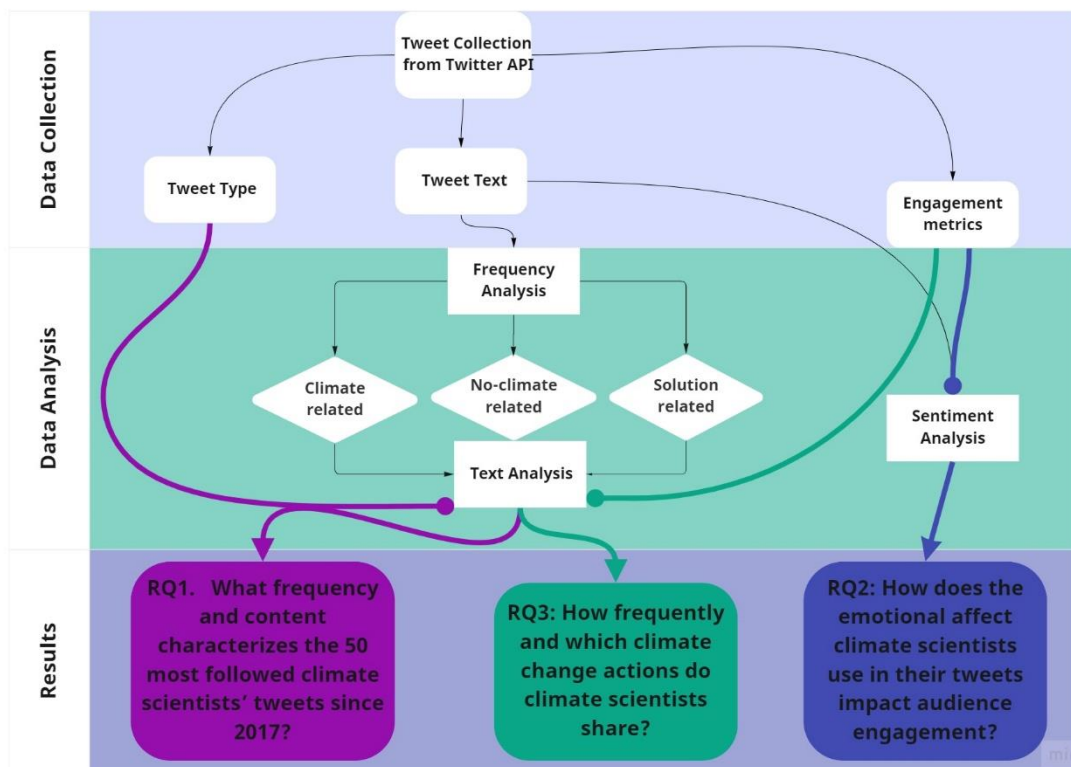 Data Collection
Tweet Collection
from Twitter API
Tweet Type
Tweet Text
Engagement
metrics
Data Analysis
Frequency
Analysis
Climate
related
No-climate
related
Solution
related
Text Analysis
Sentiment
Analysis
Results
RQ1. What frequency
and content
characterizes the 50
most followed climate
scientists’ tweets since
2017?
RQ3: How frequently
and which climate
change actions do
climate scientists
share?
RQ2: How does the
emotional affect
climate scientists
use in their tweets
impact audience
engagement?